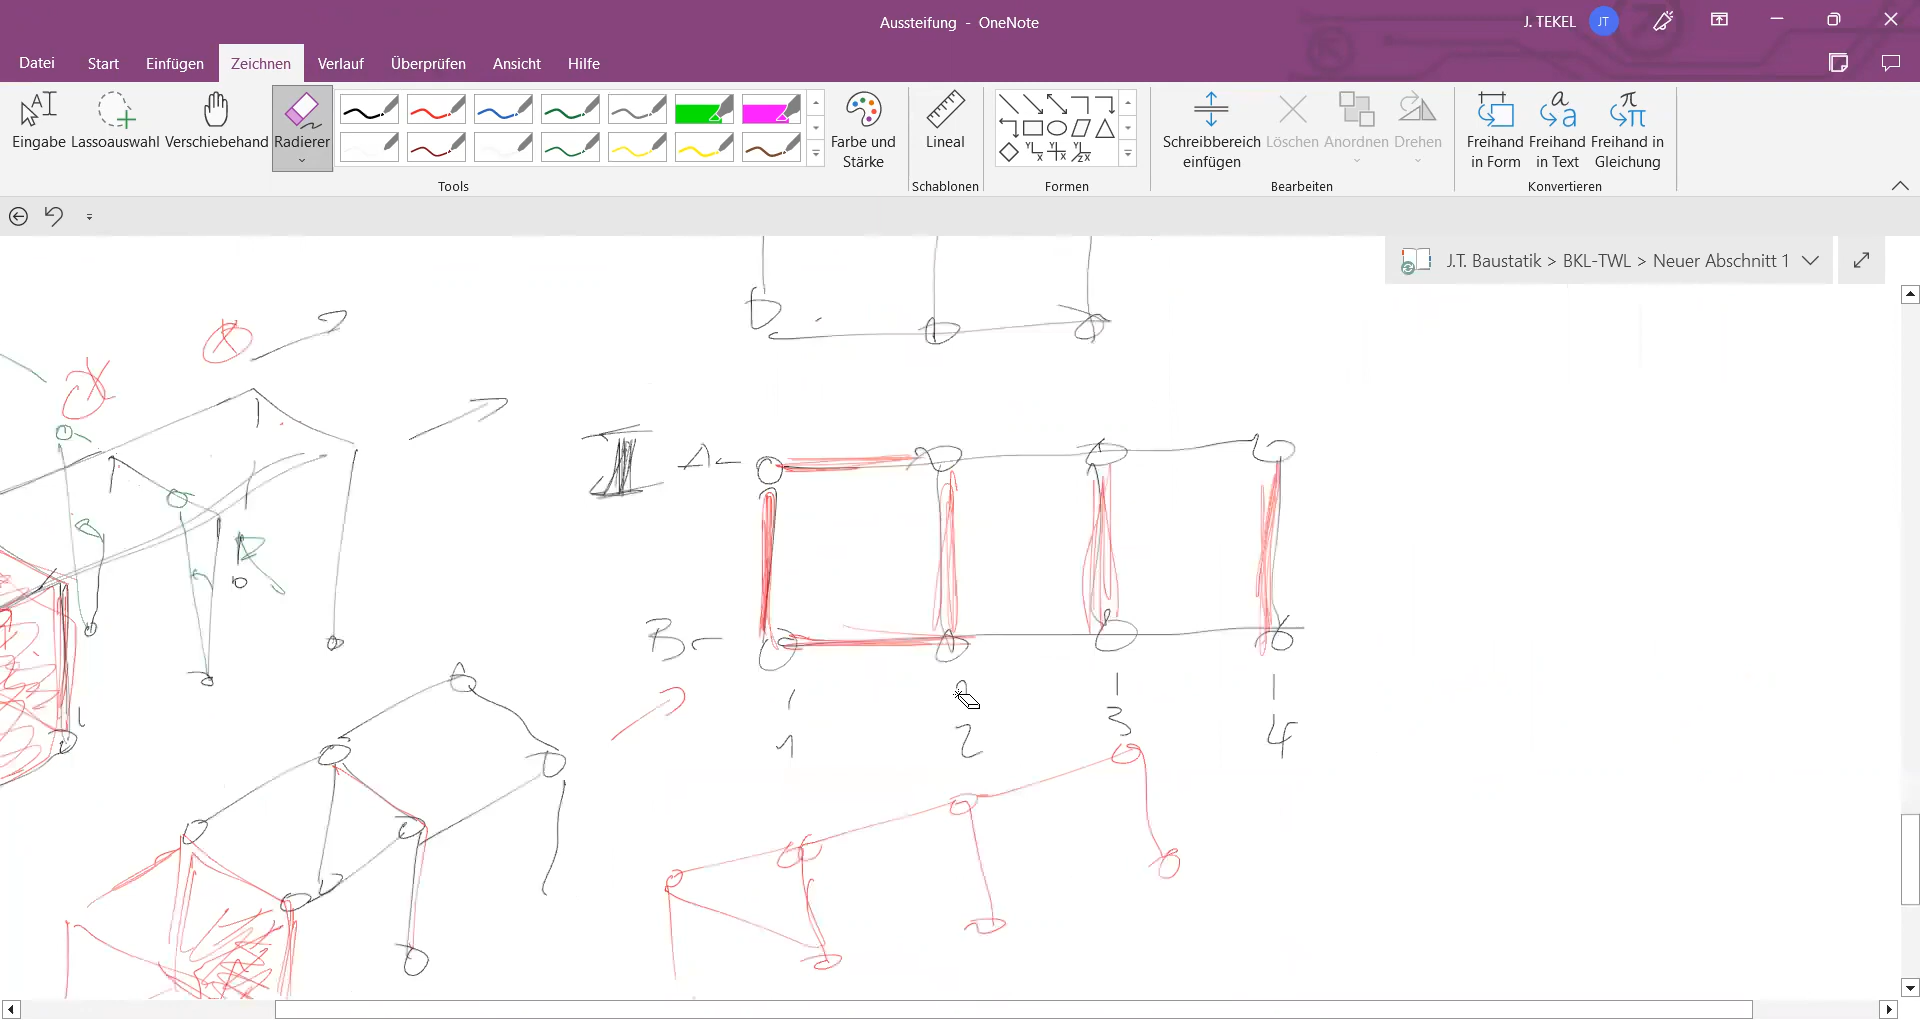 Aussteifung - OneNote
J. TEKEL
JT
Datei
Start
Einfügen
Zeichnen
Verlauf
Überprüfen
Ansicht
Hilfe
Eingabe
Lassoauswahl
Verschiebehand
Radierer
Farbe und
Stärke
Lineal
Schreibbereich
einfügen
Löschen
Anordnen
Drehen
Freihand
in Form
Freihand
in Text
Freihand in
Gleichung
Tools
Schablonen
Formen
Bearbeiten
Konvertieren
J.T. Baustatik > BKL-TWL > Neuer Abschnitt 1
III
A
B
1
2
3
4